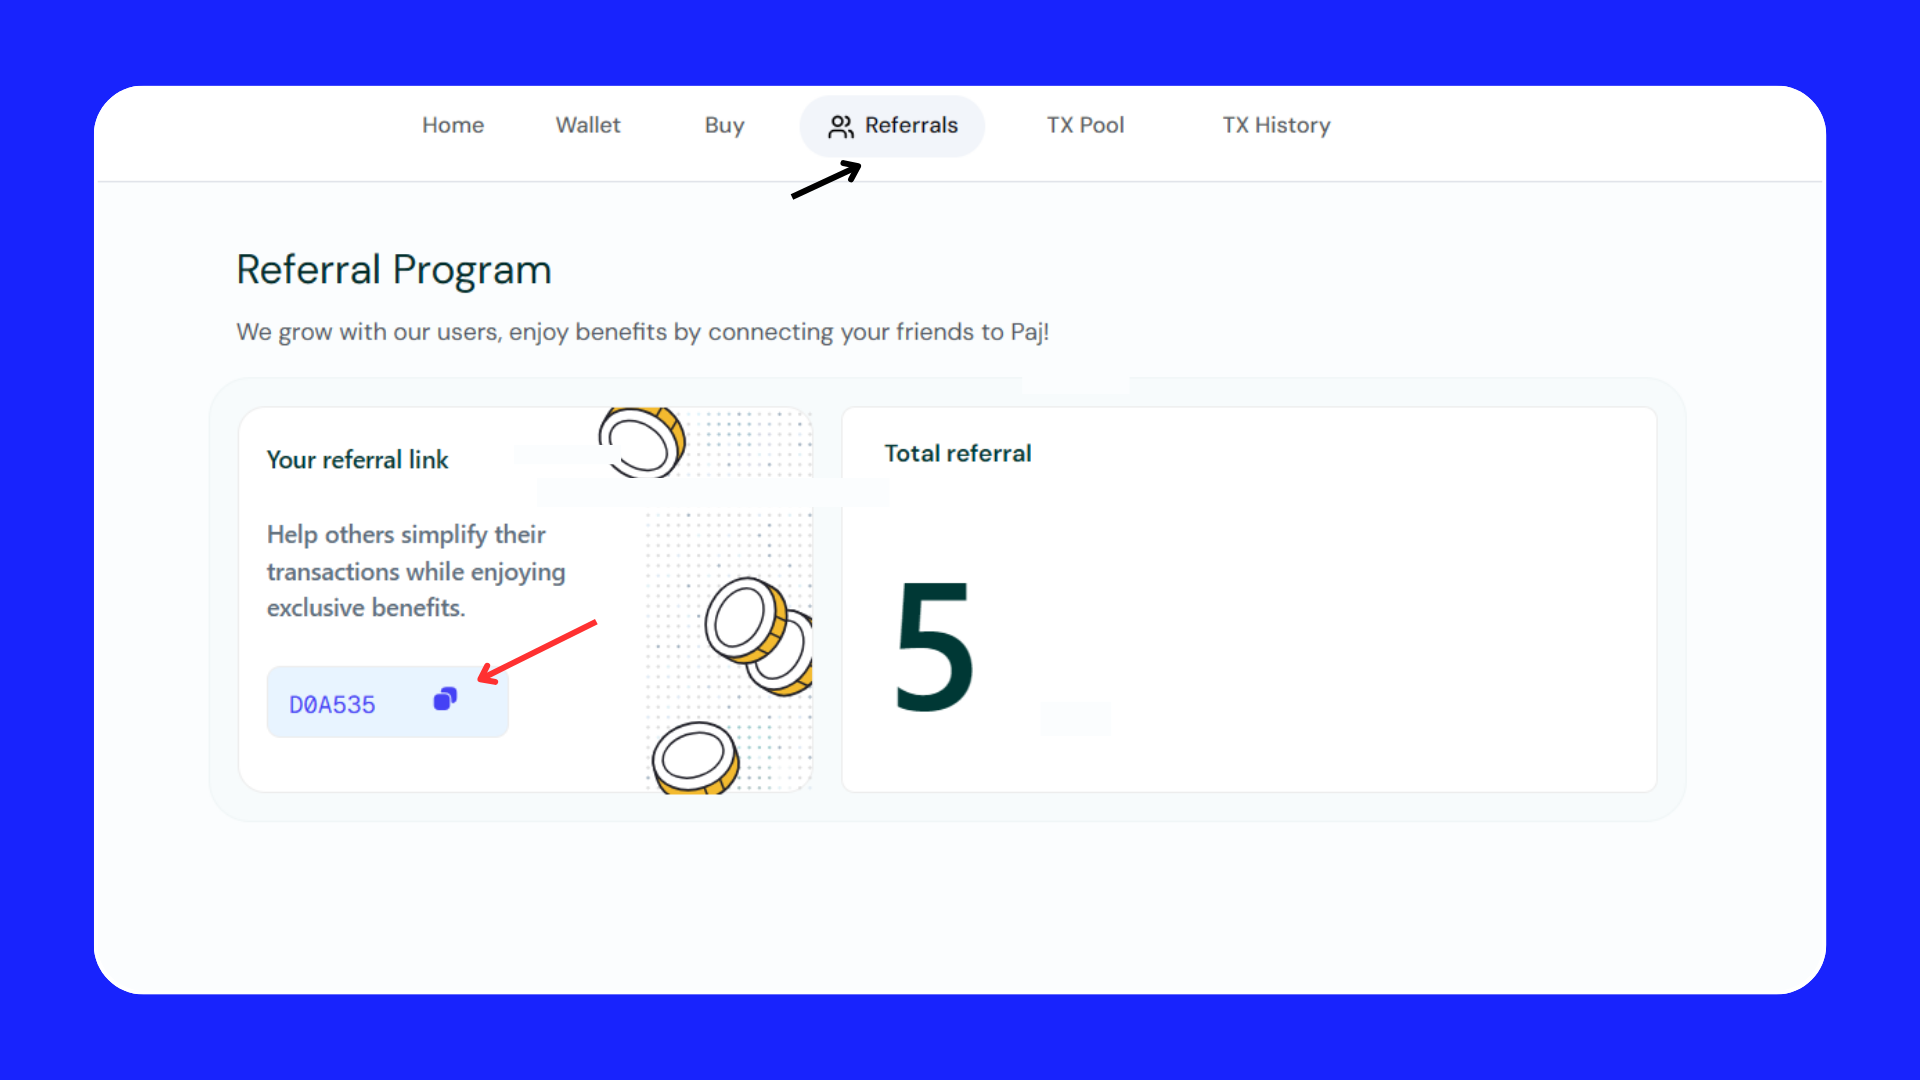 Home Wallet Buy Referrals TX Pool TX History
Referral Program
We grow with our users, enjoy benefits by connecting your friends to Paj!
Your referral link
Help others simplify their
transactions while enjoying
exclusive benefits.
D0A535
Total referral
5